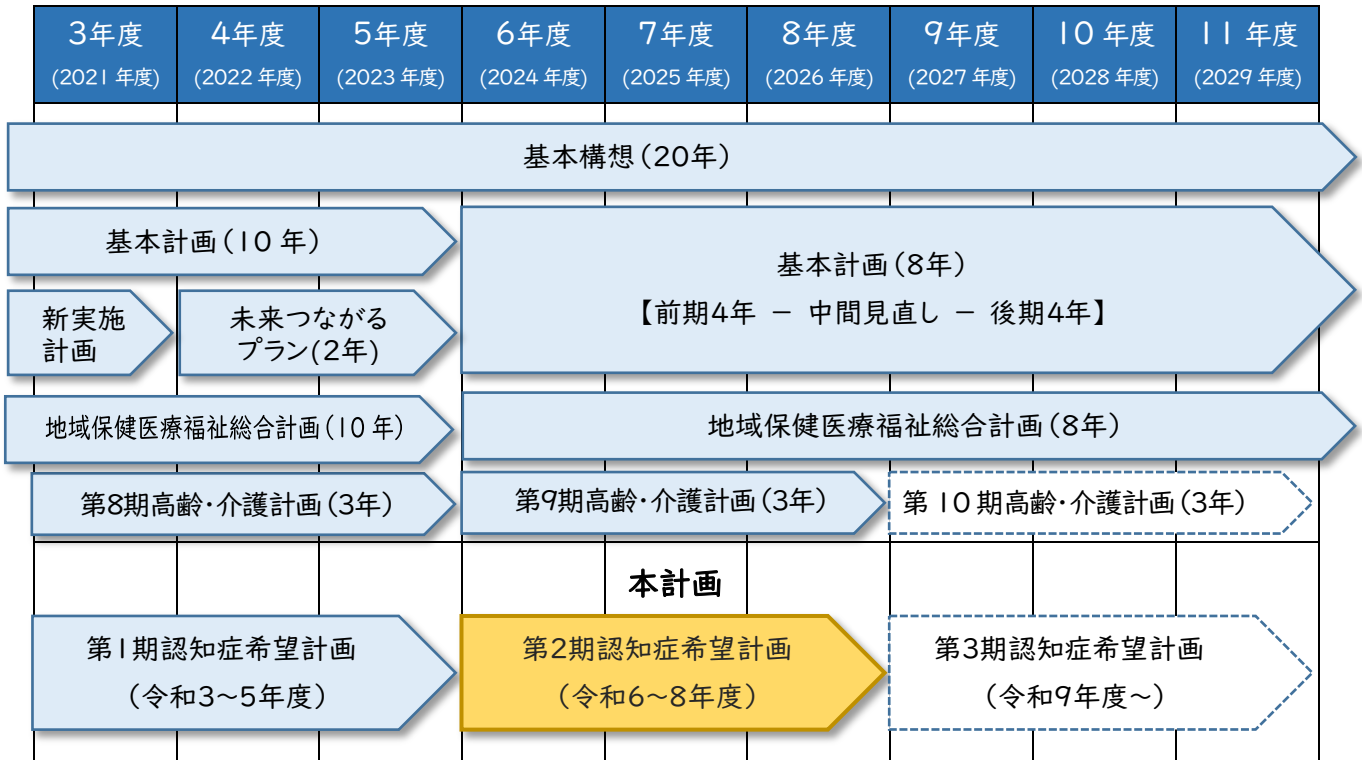 3年度 4年度 5年度 6年度 7年度 8年度 9年度 10年度 11年度
(2021年度) (2022年度) (2023年度) (2024年度) (2025年度) (2026年度) (2027年度) (2028年度) (2029年度)
基本構想(20年)
基本計画(10年)
基本計画(8年)
【前期4年 － 中間見直し － 後期4年】
新実施
計画
未来つながる
プラン(2年)
地域保健医療福祉総合計画(10年)
地域保健医療福祉総合計画(8年)
第8期高齢・介護計画(3年)
第9期高齢・介護計画(3年)
第10期高齢・介護計画(3年)
本計画
第1期認知症希望計画
(令和3～5年度)
第2期認知症希望計画
(令和6～8年度)
第3期認知症希望計画
(令和9年度～)